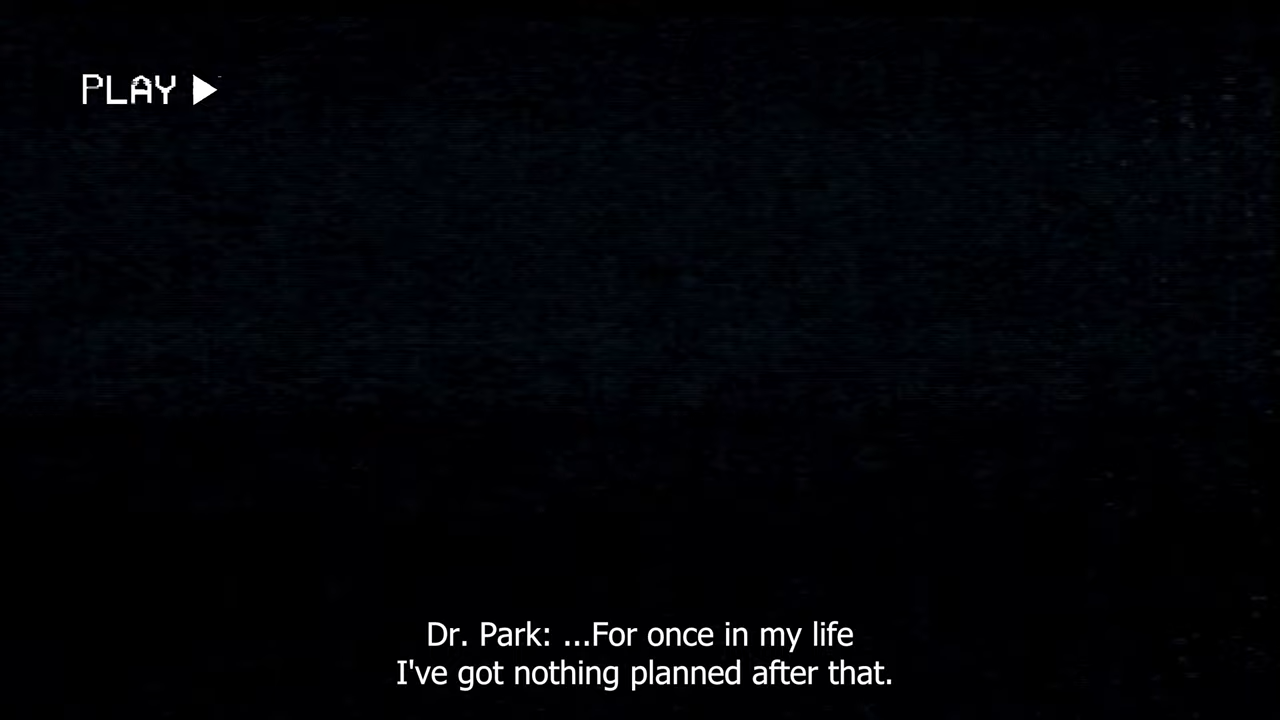 PLAY
Dr. Park: ...For once in my life
I've got nothing planned after that.